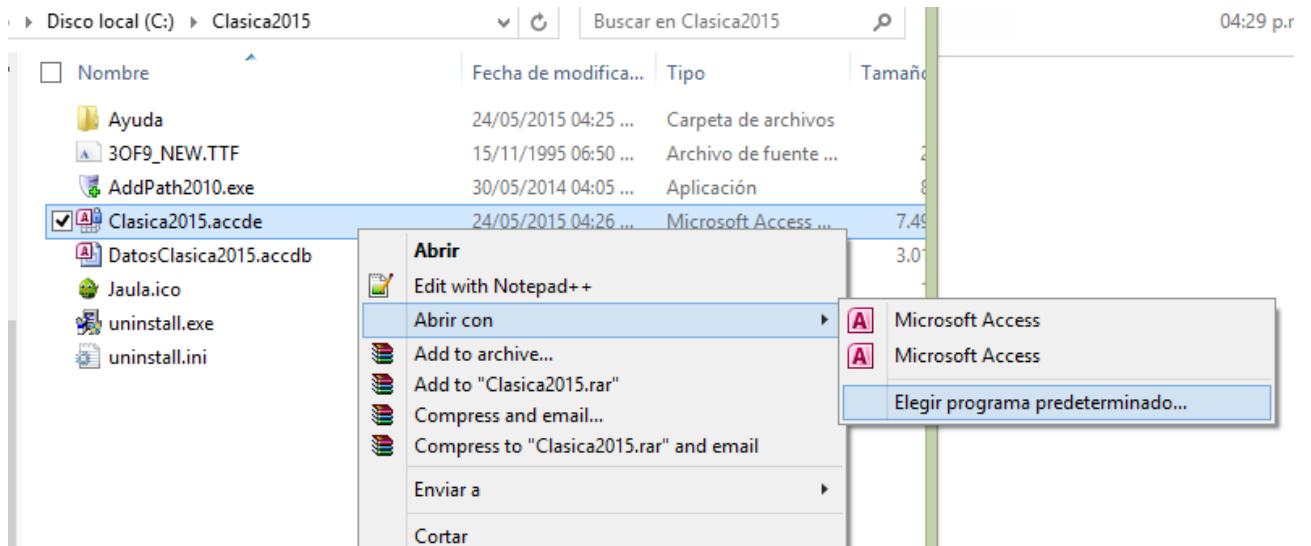 Disco local (C:) Clasica2015 Buscar en Clasica2015 04:29 p.r
Nombre Fecha de modifica... Tipo Tamaño
Ayuda 24/05/2015 04:25 ... Carpeta de archivos
3OF9_NEW.TTF 15/11/1995 06:50 ... Archivo de fuente ...
AddPath2010.exe 30/05/2014 04:05 ... Aplicación
Clasica2015.accde 24/05/2015 04:26 ... Microsoft Access ... 7.49
DatosClasica2015.accdb 3.01
Jaula.ico
uninstall.exe
uninstall.ini
Abrir
Edit with Notepad++
Abrir con
Add to archive...
Add to "Clasica2015.rar"
Compress and email...
Compress to "Clasica2015.rar" and email
Enviar a
Cortar
Microsoft Access
Microsoft Access
Elegir programa predeterminado...